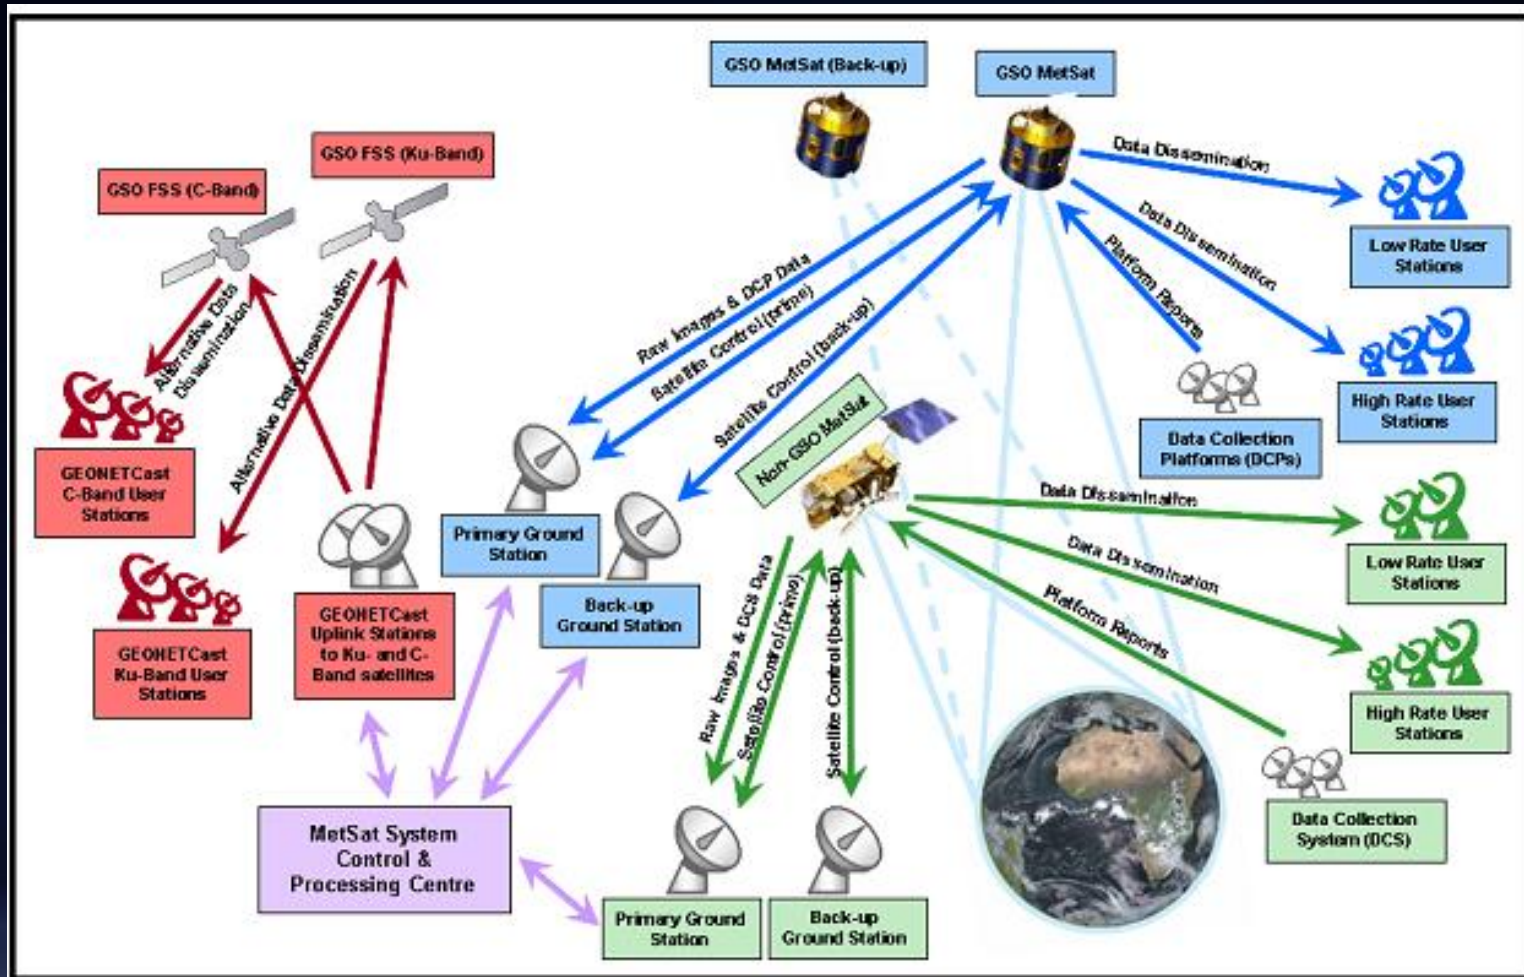 GSO MetSat (Back-up)
GSO MetSat
GSO FSS (Ku-Band)
GSO FSS (C-Band)
Data Dissemination
Low Rate User
Stations
Data Dissemination
Platform Reports
High Rate User
Stations
Data Collection
Platforms (DCPs)
Raw Images & DCP Data
Satellite Control (prime)
Satellite Control (back-up)
Alternative Data
Dissemination
Alternative Data Dissemination
GEONETCast
C-Band User
Stations
GEONETCast
Ku-Band User
Stations
GEONETCast
Uplink Stations
to Ku- and C-
Band satellites
Primary Ground
Station
Back-up
Ground Station
Non-GSO MetSat
Data Dissemination
Low Rate User
Stations
Data Dissemination
Platform Reports
High Rate User
Stations
Raw Images & DCS Data
Satellite Control (prime)
Satellite Control (back-up)
Data Collection
System (DCS)
MetSat System
Control &
Processing Centre
Primary Ground
Station
Back-up
Ground Station